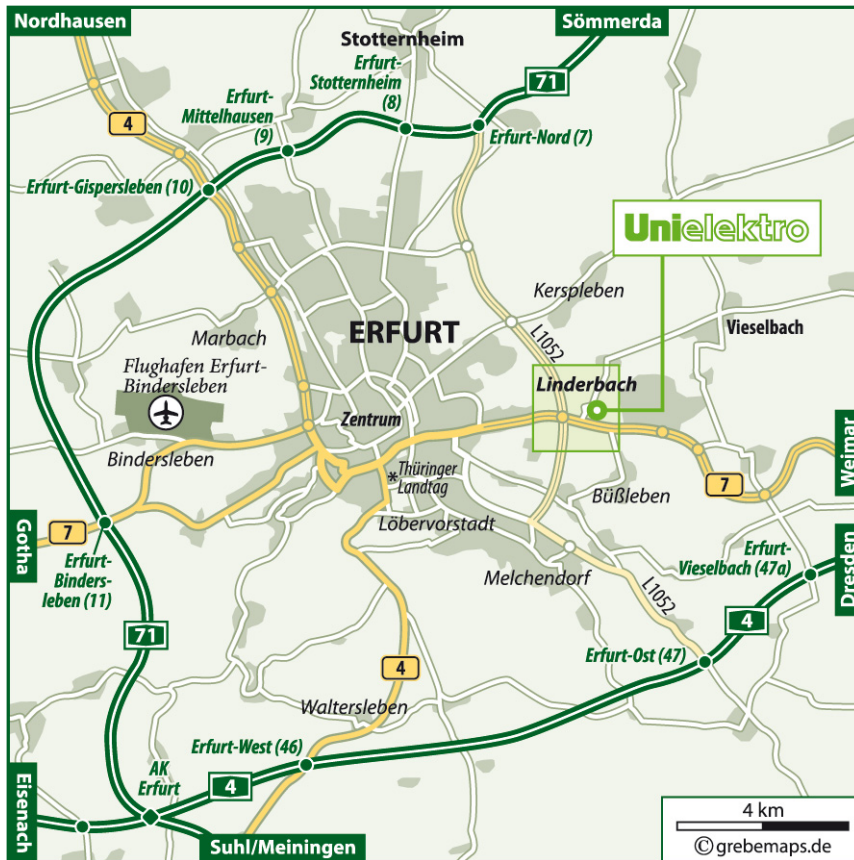 Nordhausen
Sömmerda
Stotternheim
Erfurt-
Stotternheim
(8)
71
Erfurt-
Mittelhausen
(9)
4
Erfurt-Nord (7)
Erfurt-Gispersleben (10)
Unielektro
Kerspleben
L1052
Vieselbach
ERFURT
Marbach
Flughafen Erfurt-
Bindersleben
Linderbach
Zentrum
Bindersleben
Weimar
*Thüringer
Landtag
7
Büßleben
Gotha
7
Löbervorstadt
Erfurt-
Binders-
leben (11)
Melchendorf
Erfurt-
Vieselbach (47a)
Dresden
L1052
71
4
4
Erfurt-Ost (47)
Waltersleben
Erfurt-West (46)
AK
Erfurt
4
Eisenach
Suhl/Meiningen
4 km
© grebemaps.de